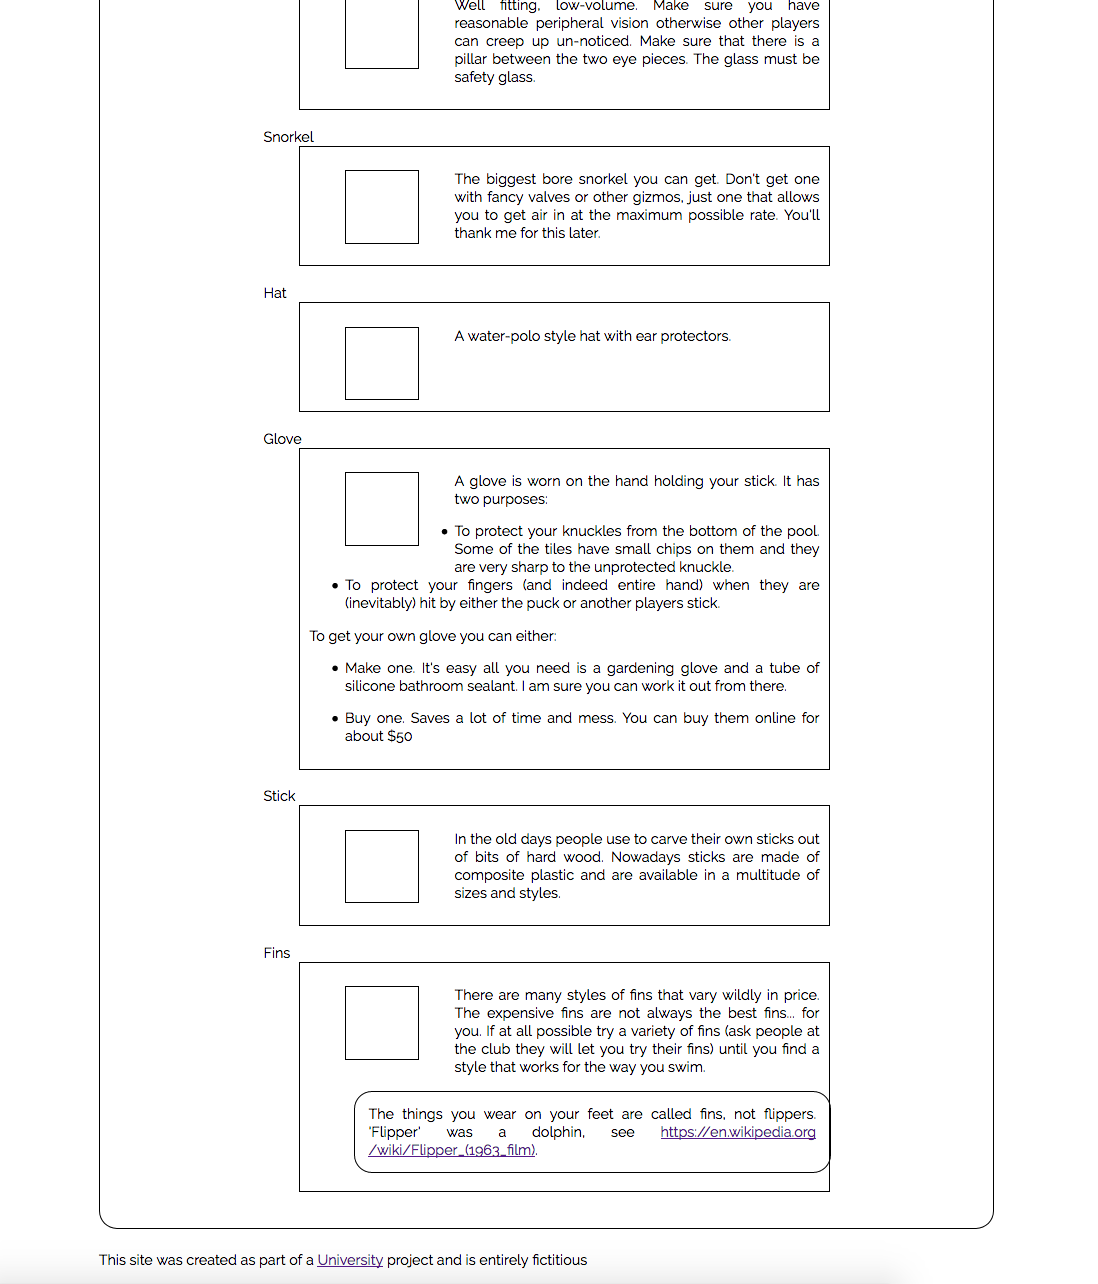 Well fitting, low-volume. Make sure you have
reasonable peripheral vision otherwise other players
can creep up un-noticed. Make sure that there is a
pillar between the two eye pieces. The glass must be
safety glass.
Snorkel
The biggest bore snorkel you can get. Don't get one
with fancy valves or other gizmos, just one that allows
you to get air in at the maximum possible rate. You'll
thank me for this later.
Hat
A water-polo style hat with ear protectors.
Glove
A glove is worn on the hand holding your stick. It has
two purposes:
• To protect your knuckles from the bottom of the pool.
Some of the tiles have small chips on them and they
are very sharp to the unprotected knuckle.
• To protect your fingers (and indeed entire hand) when they are
(inevitably) hit by either the puck or another players stick.
To get your own glove you can either:
• Make one. It's easy all you need is a gardening glove and a tube of
silicone bathroom sealant. I am sure you can work it out from there.
• Buy one. Saves a lot of time and mess. You can buy them online for
about $50
Stick
In the old days people use to carve their own sticks out
of bits of hard wood. Nowadays sticks are made of
composite plastic and are available in a multitude of
sizes and styles.
Fins
There are many styles of fins that vary wildly in price.
The expensive fins are not always the best fins... for
you. If at all possible try a variety of fins (ask people at
the club they will let you try their fins) until you find a
style that works for the way you swim.
The things you wear on your feet are called fins, not flippers.
'Flipper' was a dolphin, see https://en.wikipedia.org
/wiki/Flipper_(1963_film).
This site was created as part of a University project and is entirely fictitious